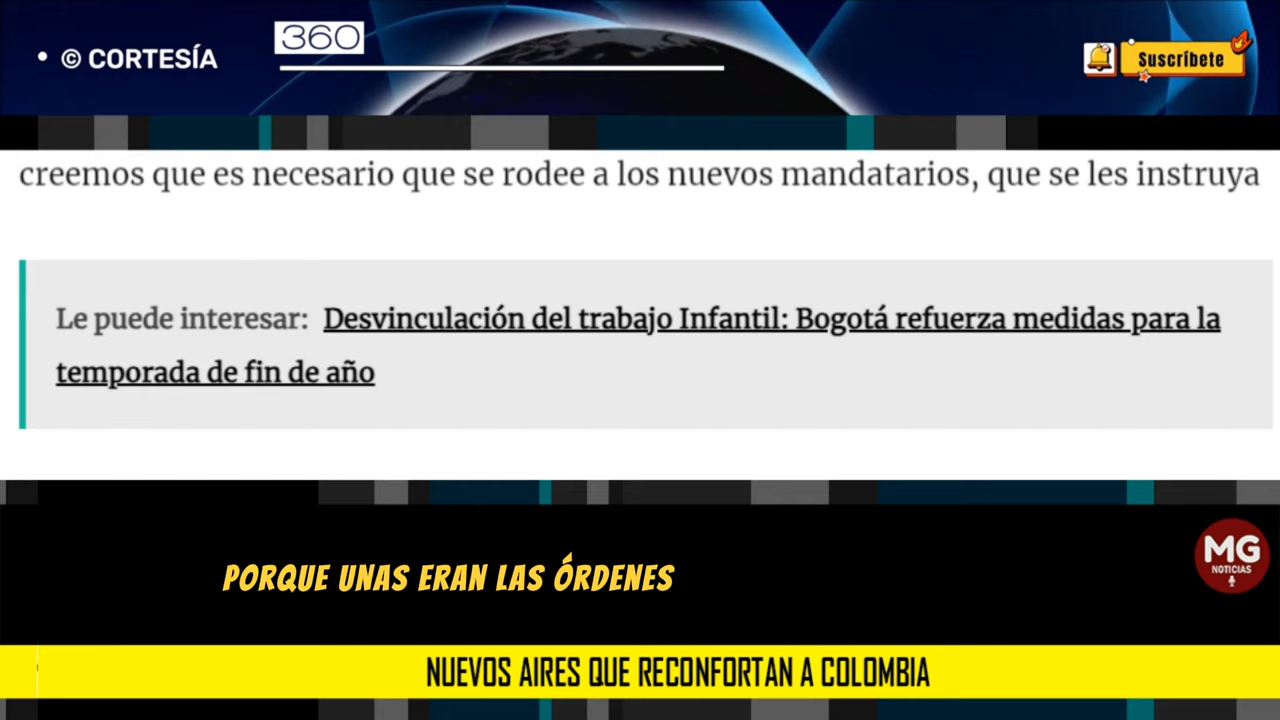 • © CORTESÍA
360
Suscríbete
creemos que es necesario que se rodee a los nuevos mandatarios, que se les instruya
Le puede interesar: Desvinculación del trabajo Infantil: Bogotá refuerza medidas para la
temporada de fin de año
PORQUE UNAS ERAN LAS ÓRDENES
MG
NOTICIAS
NUEVOS AIRES QUE RECONFORTAN A COLOMBIA